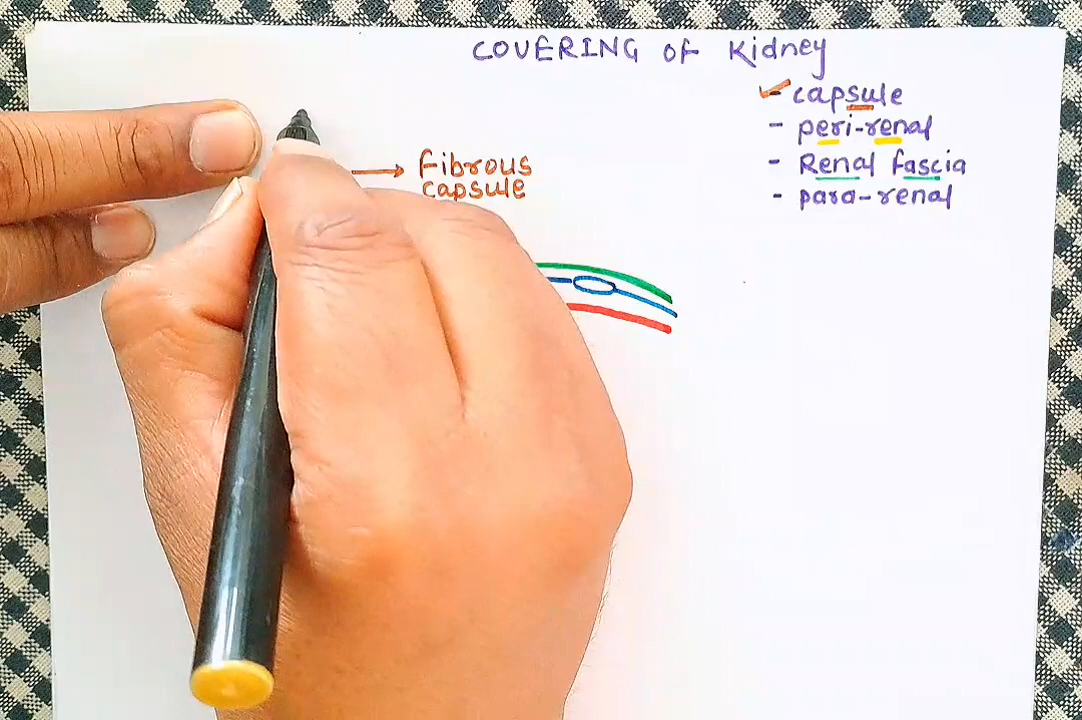 COVERING OF Kidney
- capsule
- peri-renal
- Renal fascia
- para-renal
Fibrous
capsule